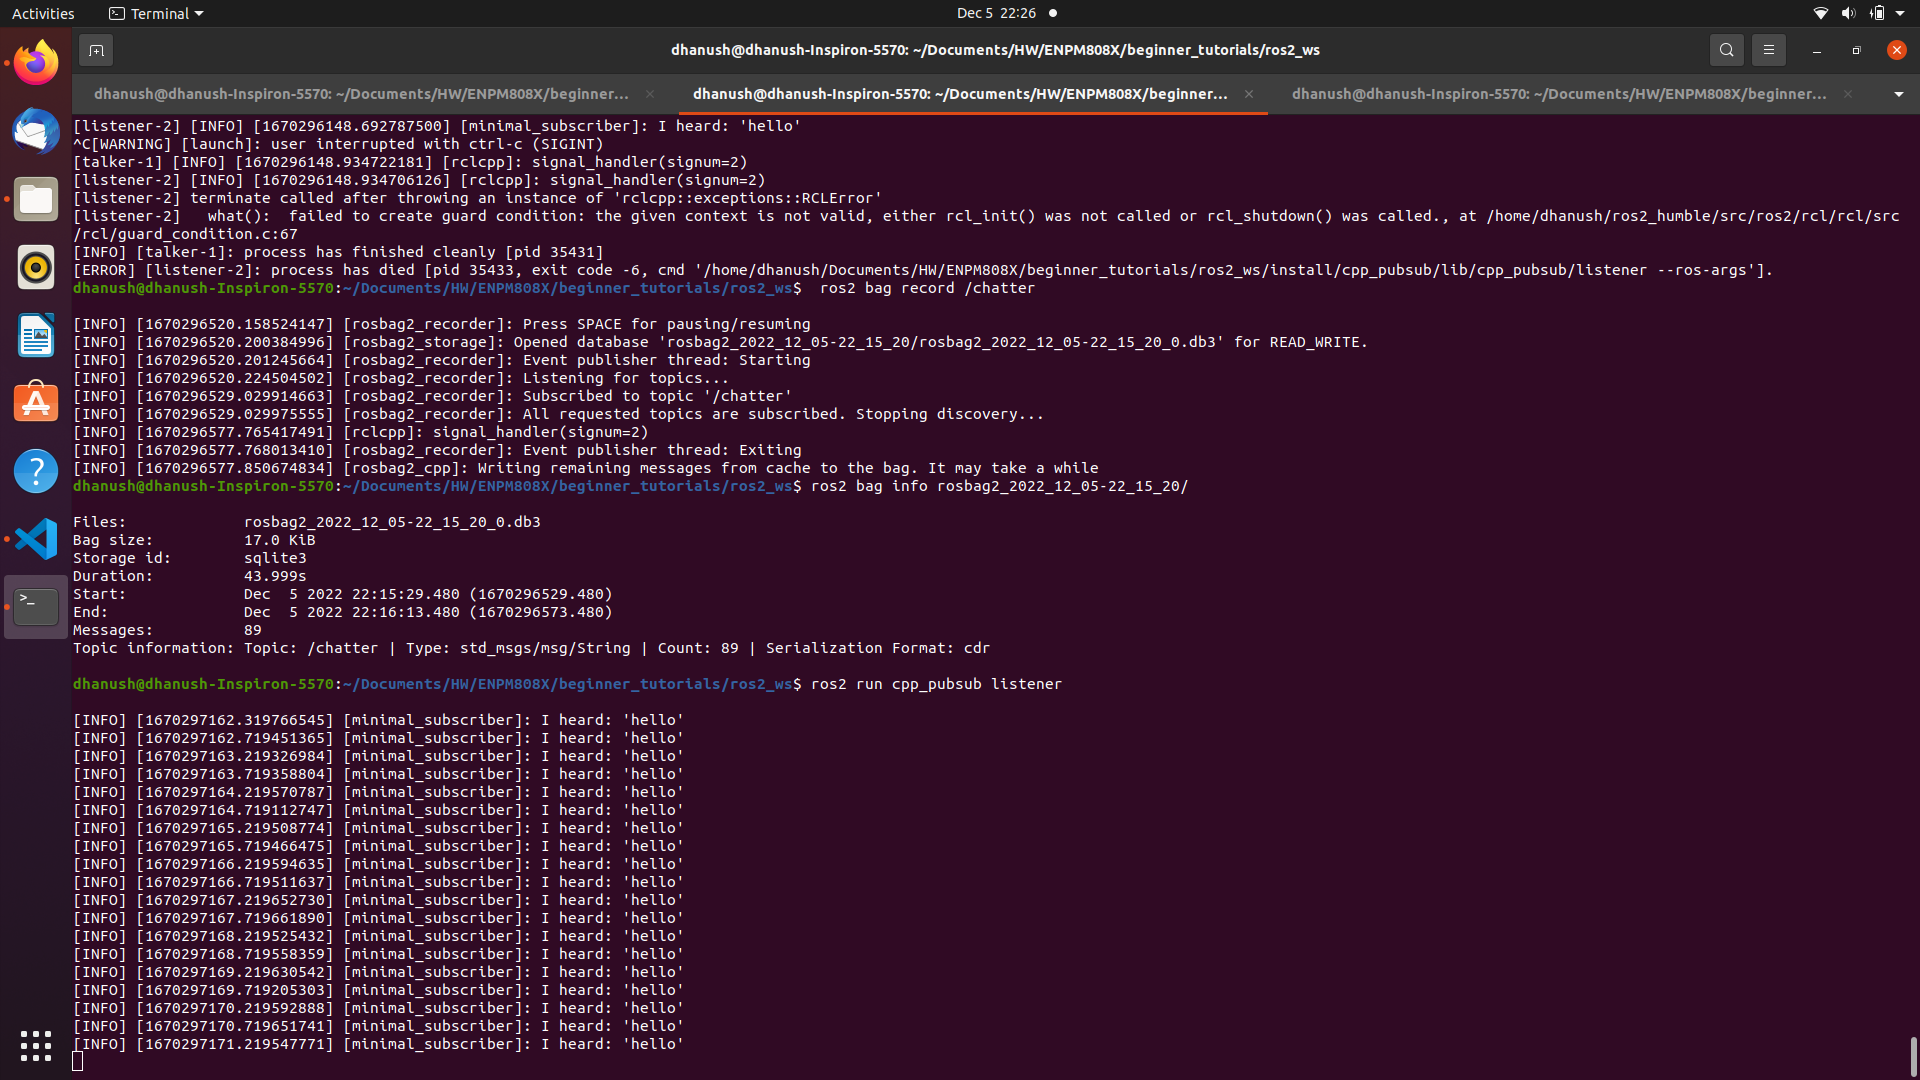 Activities Terminal Dec 5 22:26
dhanush@dhanush-Inspiron-5570: ~/Documents/HW/ENPM808X/beginner_tutorials/ros2_ws
dhanush@dhanush-Inspiron-5570: ~/Documents/HW/ENPM808X/beginner... dhanush@dhanush-Inspiron-5570: ~/Documents/HW/ENPM808X/beginner... dhanush@dhanush-Inspiron-5570: ~/Documents/HW/ENPM808X/beginner...
[listener-2] [INFO] [1670296148.692787500] [minimal_subscriber]: I heard: 'hello'
^C[WARNING] [launch]: user interrupted with ctrl-c (SIGINT)
[talker-1] [INFO] [1670296148.934722181] [rclcpp]: signal_handler(signum=2)
[listener-2] [INFO] [1670296148.934706126] [rclcpp]: signal_handler(signum=2)
[listener-2] terminate called after throwing an instance of 'rclcpp::exceptions::RCLError'
[listener-2]   what():  failed to create guard condition: the given context is not valid, either rcl_init() was not called or rcl_shutdown() was called., at /home/dhanush/ros2_humble/src/ros2/rcl/rcl/src
/rcl/guard_condition.c:67
[INFO] [talker-1]: process has finished cleanly [pid 35431]
[ERROR] [listener-2]: process has died [pid 35433, exit code -6, cmd '/home/dhanush/Documents/HW/ENPM808X/beginner_tutorials/ros2_ws/install/cpp_pubsub/lib/cpp_pubsub/listener --ros-args'].
dhanush@dhanush-Inspiron-5570:~/Documents/HW/ENPM808X/beginner_tutorials/ros2_ws$  ros2 bag record /chatter
[INFO] [1670296520.158524147] [rosbag2_recorder]: Press SPACE for pausing/resuming
[INFO] [1670296520.200384996] [rosbag2_storage]: Opened database 'rosbag2_2022_12_05-22_15_20/rosbag2_2022_12_05-22_15_20_0.db3' for READ_WRITE.
[INFO] [1670296520.201245664] [rosbag2_recorder]: Event publisher thread: Starting
[INFO] [1670296520.224504502] [rosbag2_recorder]: Listening for topics...
[INFO] [1670296529.029914663] [rosbag2_recorder]: Subscribed to topic '/chatter'
[INFO] [1670296529.029975555] [rosbag2_recorder]: All requested topics are subscribed. Stopping discovery...
[INFO] [1670296577.765417491] [rclcpp]: signal_handler(signum=2)
[INFO] [1670296577.768013410] [rosbag2_recorder]: Event publisher thread: Exiting
[INFO] [1670296577.850674834] [rosbag2_cpp]: Writing remaining messages from cache to the bag. It may take a while
dhanush@dhanush-Inspiron-5570:~/Documents/HW/ENPM808X/beginner_tutorials/ros2_ws$ ros2 bag info rosbag2_2022_12_05-22_15_20/
Files:             rosbag2_2022_12_05-22_15_20_0.db3
Bag size:          17.0 KiB
Storage id:        sqlite3
Duration:          43.999s
Start:             Dec  5 2022 22:15:29.480 (1670296529.480)
End:               Dec  5 2022 22:16:13.480 (1670296573.480)
Messages:          89
Topic information: Topic: /chatter | Type: std_msgs/msg/String | Count: 89 | Serialization Format: cdr
dhanush@dhanush-Inspiron-5570:~/Documents/HW/ENPM808X/beginner_tutorials/ros2_ws$ ros2 run cpp_pubsub listener
[INFO] [1670297162.319766545] [minimal_subscriber]: I heard: 'hello'
[INFO] [1670297162.719451365] [minimal_subscriber]: I heard: 'hello'
[INFO] [1670297163.219326984] [minimal_subscriber]: I heard: 'hello'
[INFO] [1670297163.719358804] [minimal_subscriber]: I heard: 'hello'
[INFO] [1670297164.219570787] [minimal_subscriber]: I heard: 'hello'
[INFO] [1670297164.719112747] [minimal_subscriber]: I heard: 'hello'
[INFO] [1670297165.219508774] [minimal_subscriber]: I heard: 'hello'
[INFO] [1670297165.719466475] [minimal_subscriber]: I heard: 'hello'
[INFO] [1670297166.219594635] [minimal_subscriber]: I heard: 'hello'
[INFO] [1670297166.719511637] [minimal_subscriber]: I heard: 'hello'
[INFO] [1670297167.219652730] [minimal_subscriber]: I heard: 'hello'
[INFO] [1670297167.719661890] [minimal_subscriber]: I heard: 'hello'
[INFO] [1670297168.219525432] [minimal_subscriber]: I heard: 'hello'
[INFO] [1670297168.719558359] [minimal_subscriber]: I heard: 'hello'
[INFO] [1670297169.219630542] [minimal_subscriber]: I heard: 'hello'
[INFO] [1670297169.719205303] [minimal_subscriber]: I heard: 'hello'
[INFO] [1670297170.219592888] [minimal_subscriber]: I heard: 'hello'
[INFO] [1670297170.719651741] [minimal_subscriber]: I heard: 'hello'
[INFO] [1670297171.219547771] [minimal_subscriber]: I heard: 'hello'